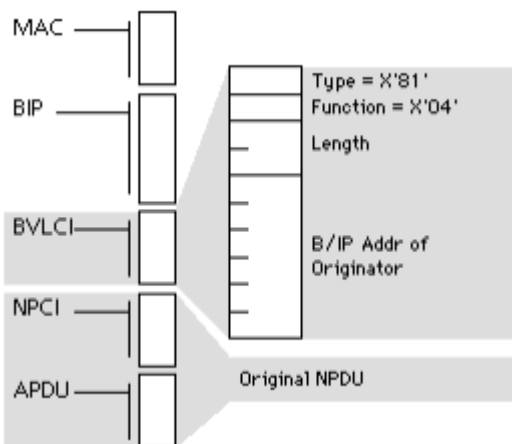 MAC
BIP
BVLCI
NPCI
APDU
Type = X'81'
Function = X'04'
Length
B/IP Addr of
Originator
Original NPDU